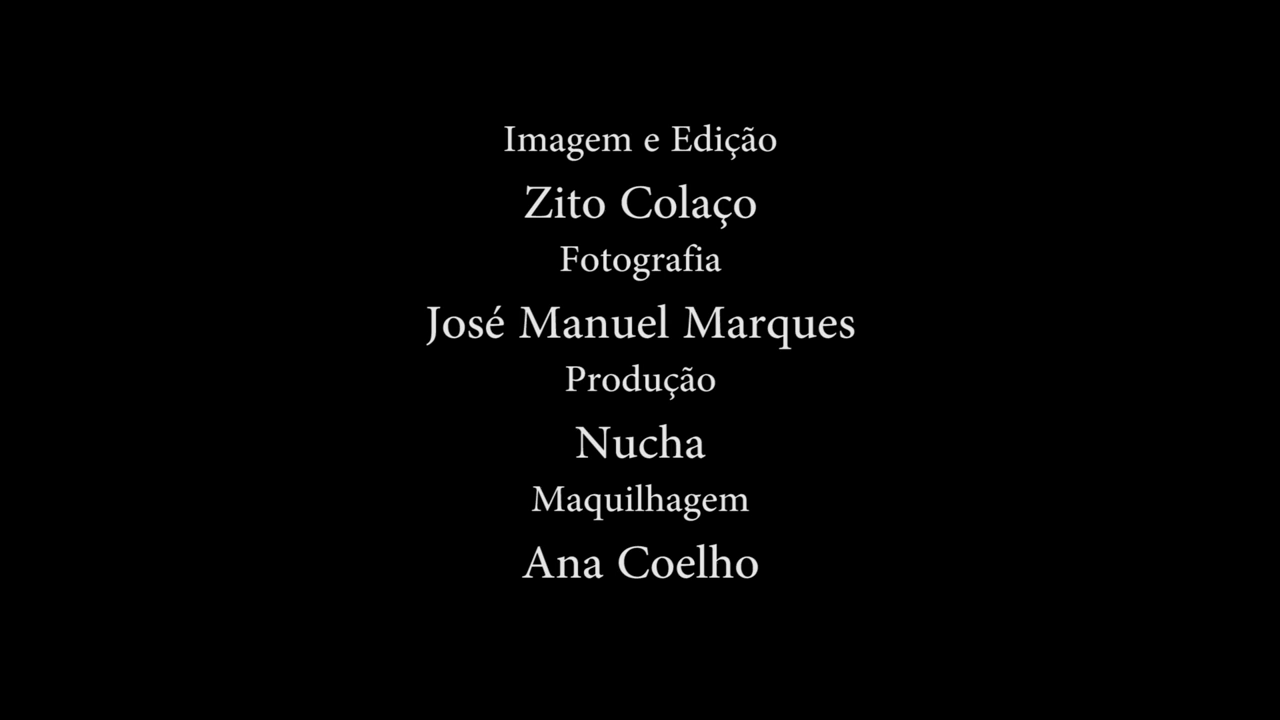 Imagem e Edição
Zito Colaço
Fotografia
José Manuel Marques
Produção
Nucha
Maquilhagem
Ana Coelho